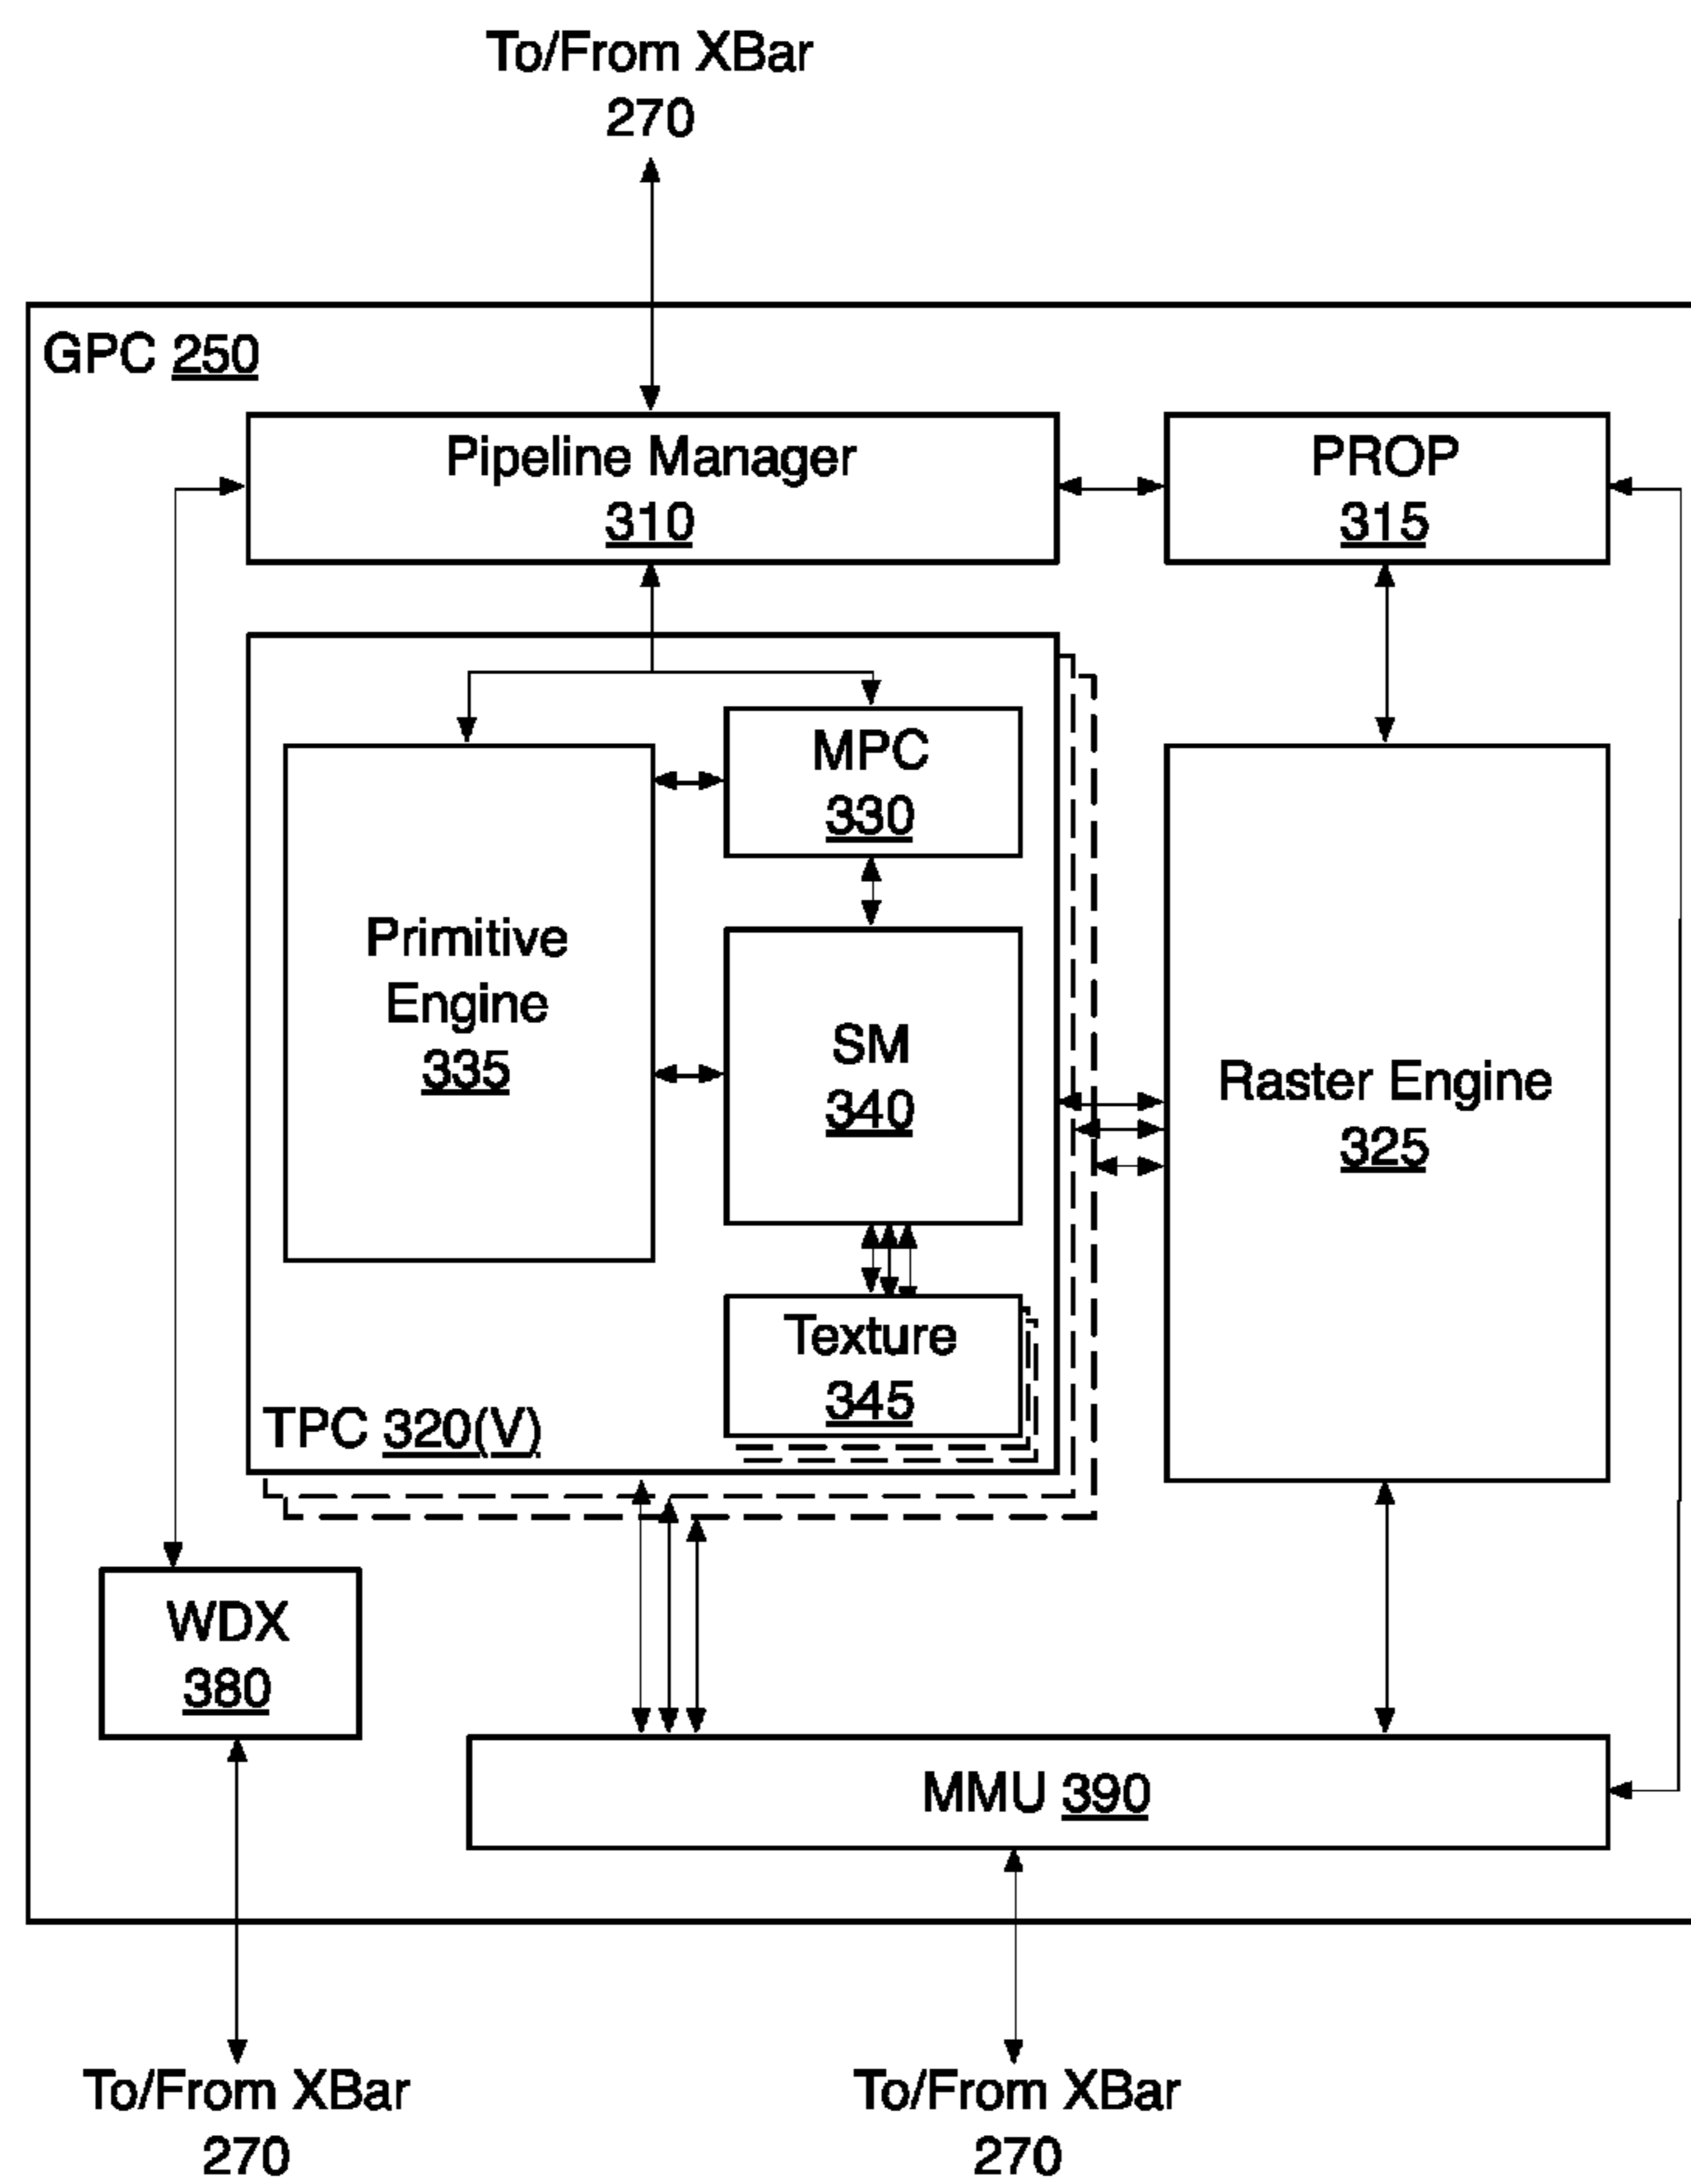 To/From XBar
270
GPC 250
Pipeline Manager
310
PROP
315
MPC
330
Primitive
Engine
335
SM
340
Raster Engine
325
Texture
345
TPC 320(V)
WDX
380
MMU 390
To/From XBar
270
To/From XBar
270